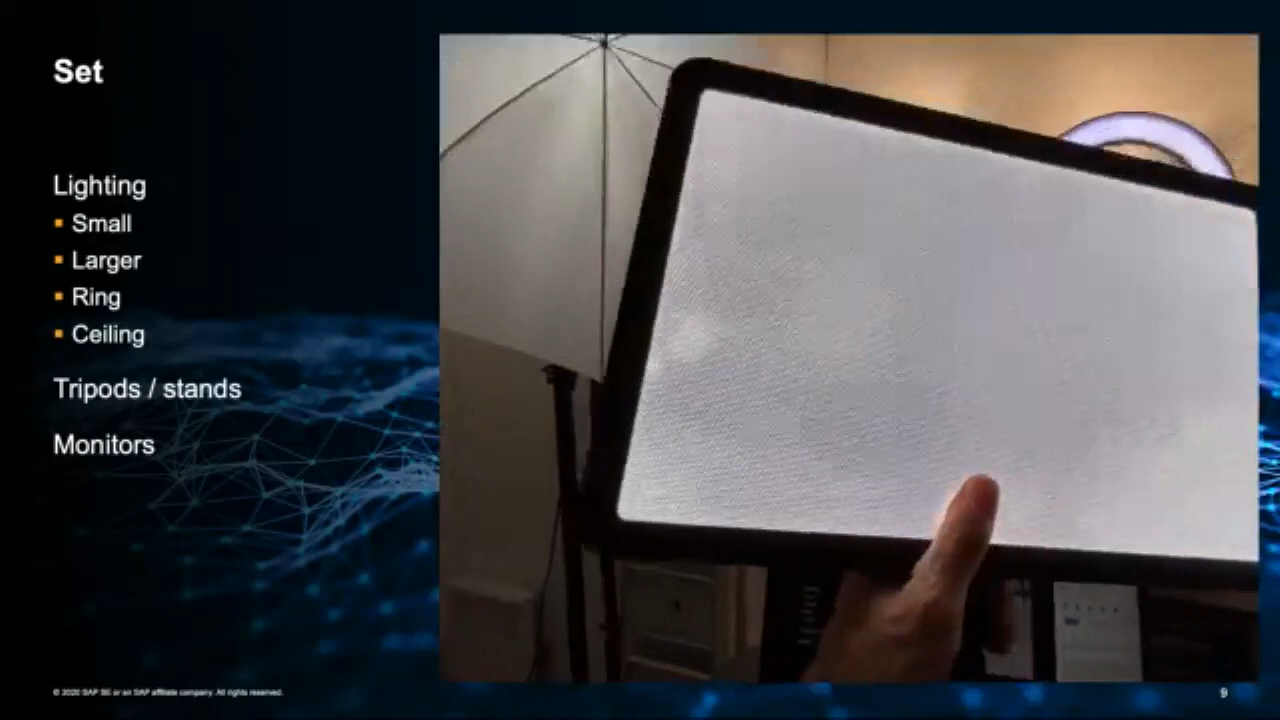 Set
Lighting
▪ Small
▪ Larger
▪ Ring
▪ Ceiling
Tripods / stands
Monitors
© 2020 SAP SE or an SAP affiliate company. All rights reserved.
9